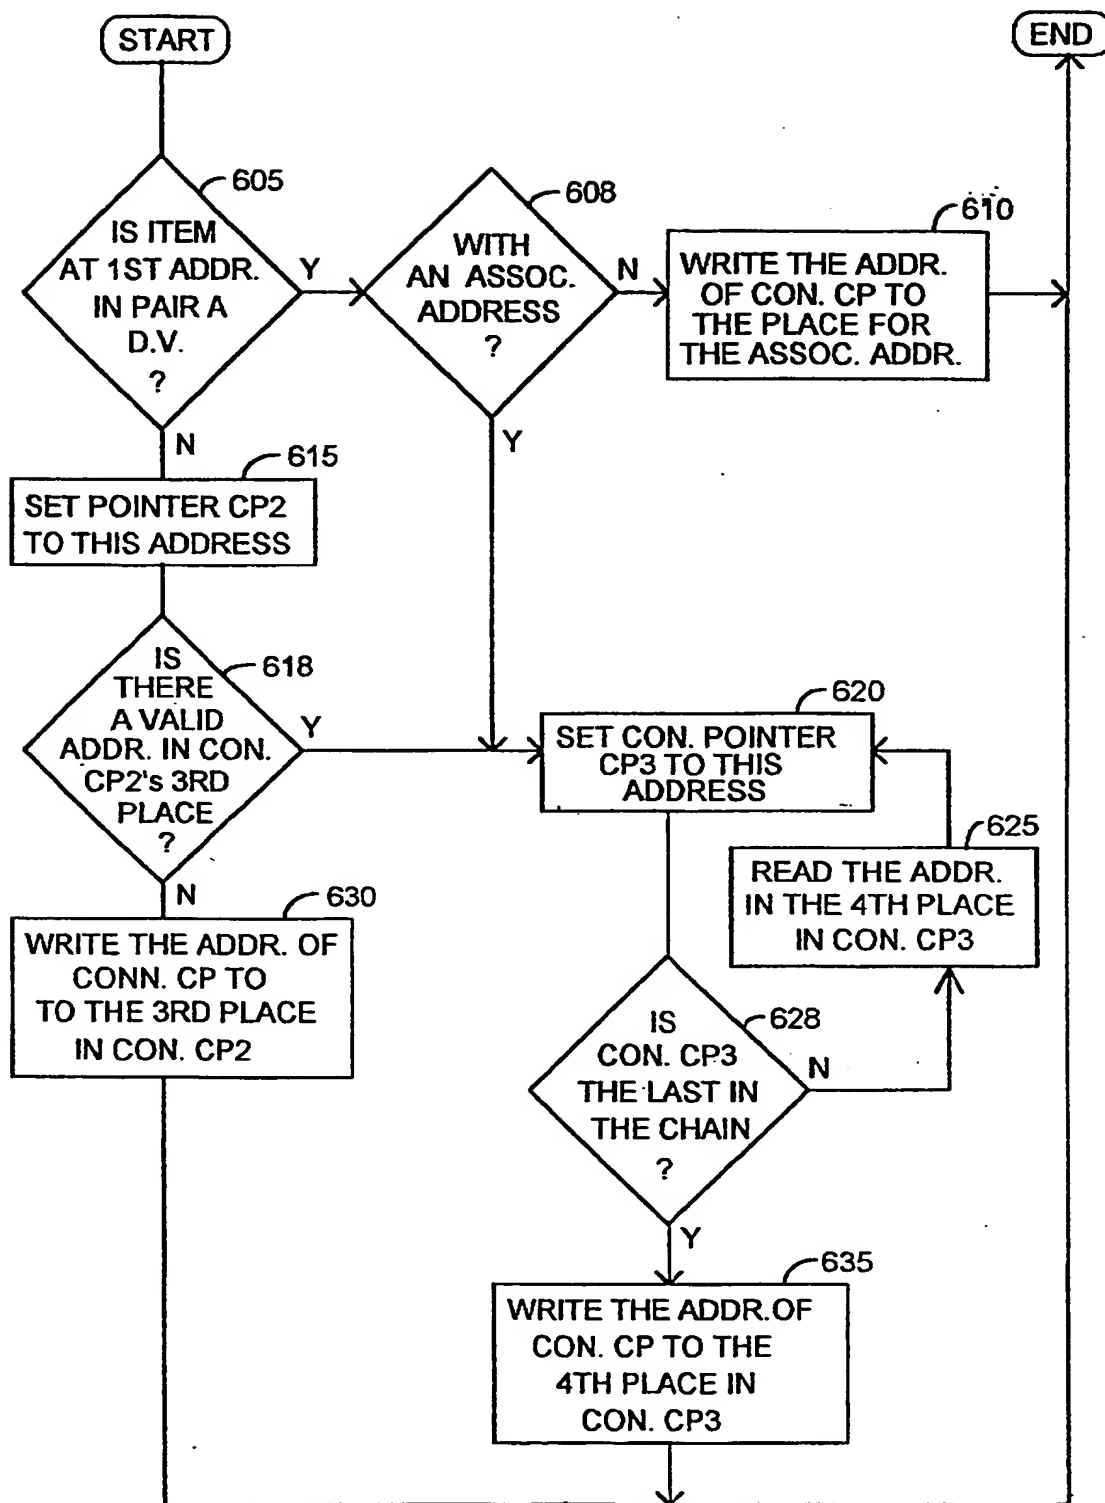 START
END
605
IS ITEM
AT 1ST ADDR.
IN PAIR A
D.V.
?
Y
N
608
WITH
AN ASSOC.
ADDRESS
?
N
Y
610
WRITE THE ADDR.
OF CON. CP TO
THE PLACE FOR
THE ASSOC. ADDR.
615
SET POINTER CP2
TO THIS ADDRESS
618
IS
THERE
A VALID
ADDR. IN CON.
CP2's 3RD
PLACE
?
Y
N
620
SET CON. POINTER
CP3 TO THIS
ADDRESS
625
READ THE ADDR.
IN THE 4TH PLACE
IN CON. CP3
630
WRITE THE ADDR. OF
CONN. CP TO
TO THE 3RD PLACE
IN CON. CP2
628
IS
CON. CP3
THE LAST IN
THE CHAIN
?
N
Y
635
WRITE THE ADDR.OF
CON. CP TO THE
4TH PLACE IN
CON. CP3